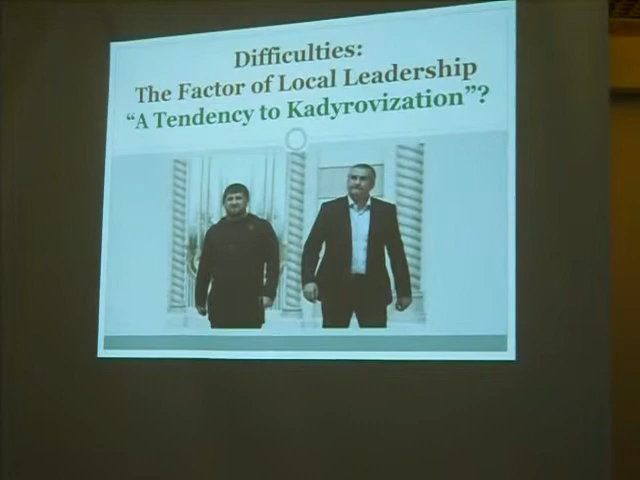 Difficulties:
The Factor of Local Leadership
“A Tendency to Kadyrovization”?